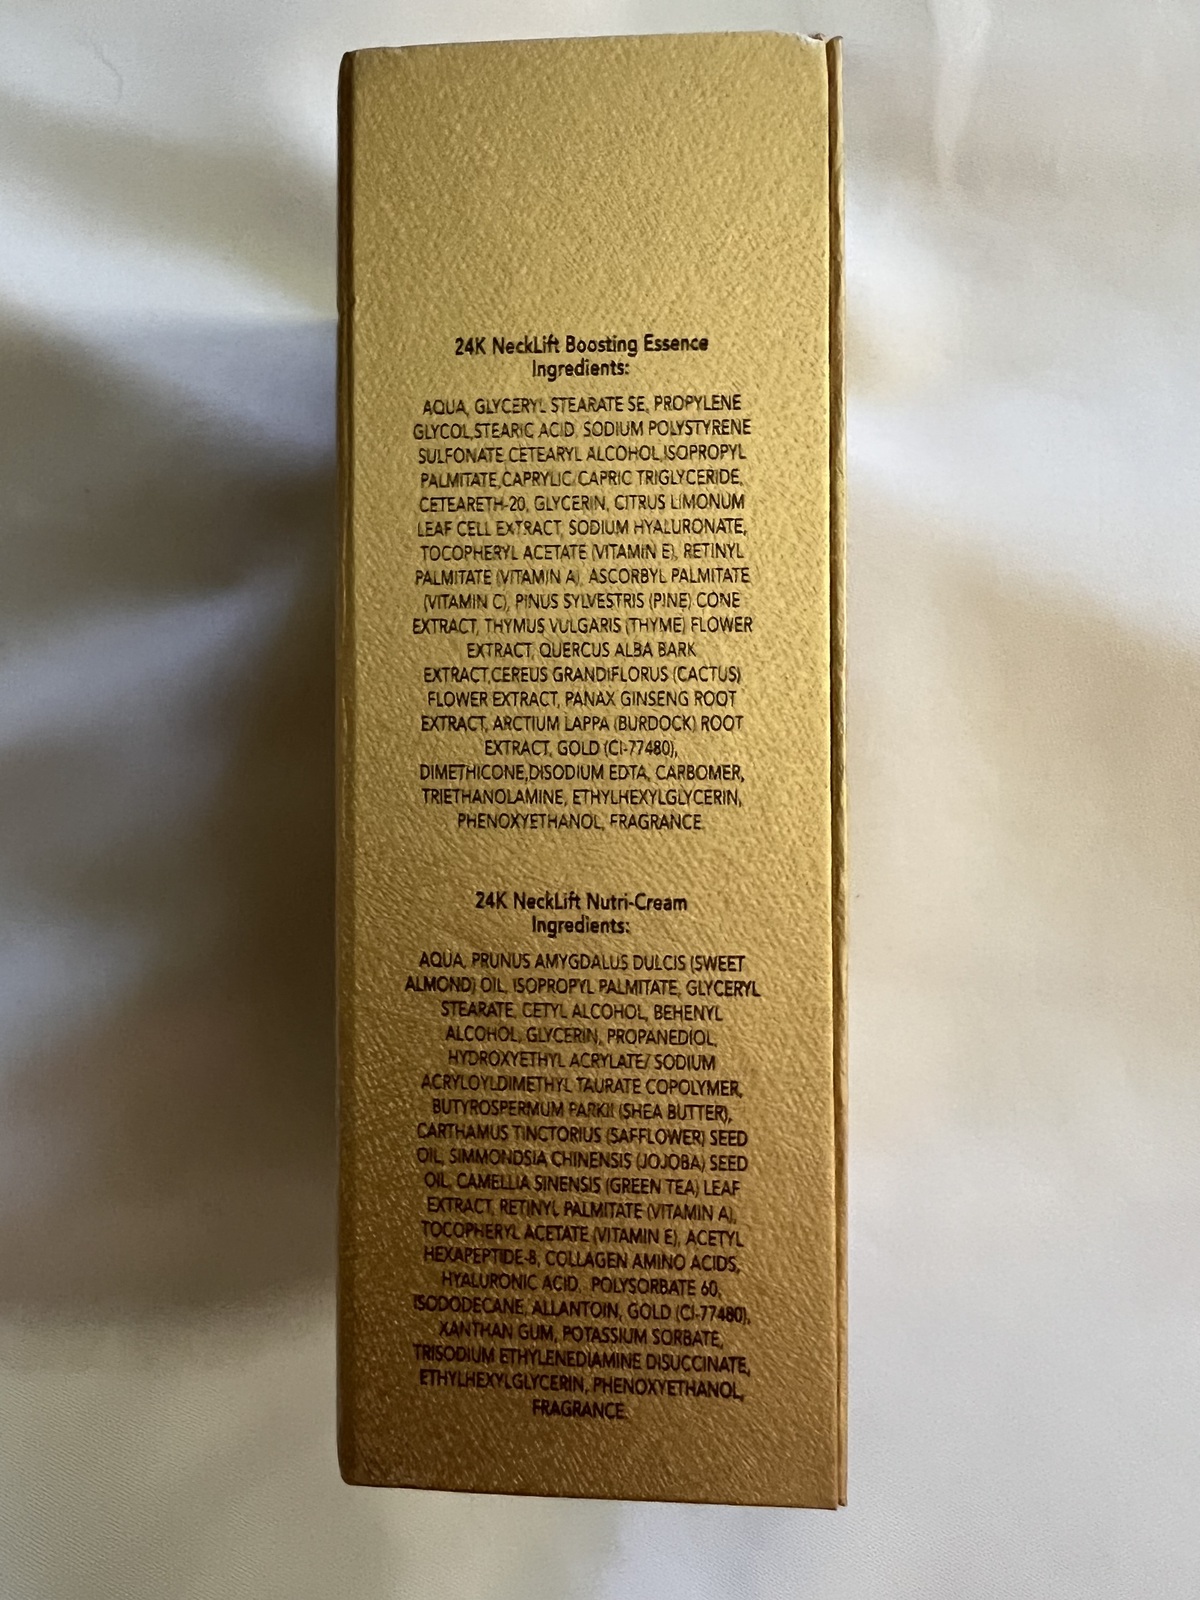 24K NeckLift Boosting Essence
Ingredients:
AQUA, GLYCERYL STEARATE SE, PROPYLENE
GLYCOL,STEARIC ACID, SODIUM POLYSTYRENE
SULFONATE,CETEARYL ALCOHOL,ISOPROPYL
PALMITATE,CAPRYLIC/CAPRIC TRIGLYCERIDE,
CETEARETH-20, GLYCERIN, CITRUS LIMONUM
LEAF CELL EXTRACT, SODIUM HYALURONATE,
TOCOPHERYL ACETATE (VITAMIN E), RETINYL
PALMITATE (VITAMIN A), ASCORBYL PALMITATE
(VITAMIN C), PINUS SYLVESTRIS (PINE) CONE
EXTRACT, THYMUS VULGARIS (THYME) FLOWER
EXTRACT, QUERCUS ALBA BARK
EXTRACT,CEREUS GRANDIFLORUS (CACTUS)
FLOWER EXTRACT, PANAX GINSENG ROOT
EXTRACT, ARCTIUM LAPPA (BURDOCK) ROOT
EXTRACT, GOLD (CI-77480),
DIMETHICONE,DISODIUM EDTA, CARBOMER,
TRIETHANOLAMINE, ETHYLHEXYLGLYCERIN,
PHENOXYETHANOL, FRAGRANCE.
24K NeckLift Nutri-Cream
Ingredients:
AQUA, PRUNUS AMYGDALUS DULCIS (SWEET
ALMOND) OIL, ISOPROPYL PALMITATE, GLYCERYL
STEARATE, CETYL ALCOHOL, BEHENYL
ALCOHOL, GLYCERIN, PROPANEDIOL,
HYDROXYETHYL ACRYLATE/ SODIUM
ACRYLOYLDIMETHYL TAURATE COPOLYMER,
BUTYROSPERMUM PARKII (SHEA BUTTER),
CARTHAMUS TINCTORIUS (SAFFLOWER) SEED
OIL, SIMMONDSIA CHINENSIS (JOJOBA) SEED
OIL, CAMELLIA SINENSIS (GREEN TEA) LEAF
EXTRACT, RETINYL PALMITATE (VITAMIN A),
TOCOPHERYL ACETATE (VITAMIN E), ACETYL
HEXAPEPTIDE-8, COLLAGEN AMINO ACIDS,
HYALURONIC ACID, POLYSORBATE 60,
ISODODECANE, ALLANTOIN, GOLD (CI-77480),
XANTHAN GUM, POTASSIUM SORBATE,
TRISODIUM ETHYLENEDIAMINE DISUCCINATE,
ETHYLHEXYLGLYCERIN, PHENOXYETHANOL,
FRAGRANCE.